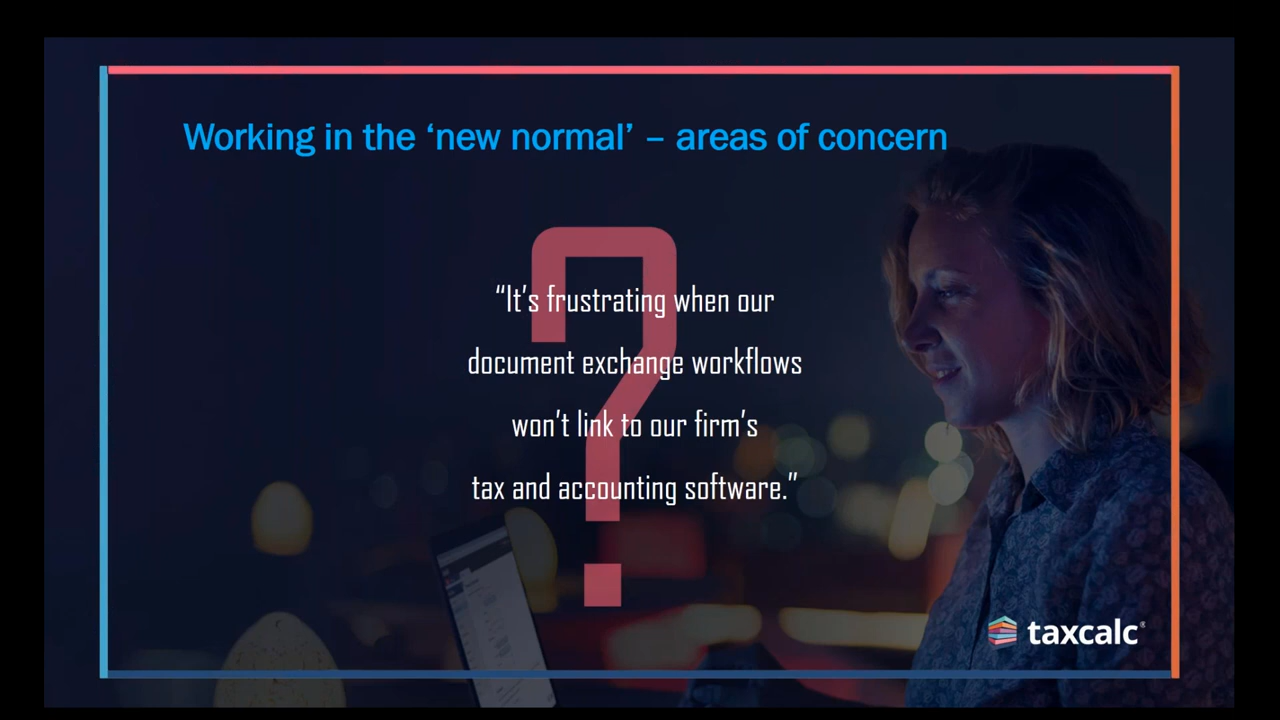 Working in the ‘new normal’ – areas of concern
“It’s frustrating when our
document exchange workflows
won’t link to our firm’s
tax and accounting software.”
taxcalc®